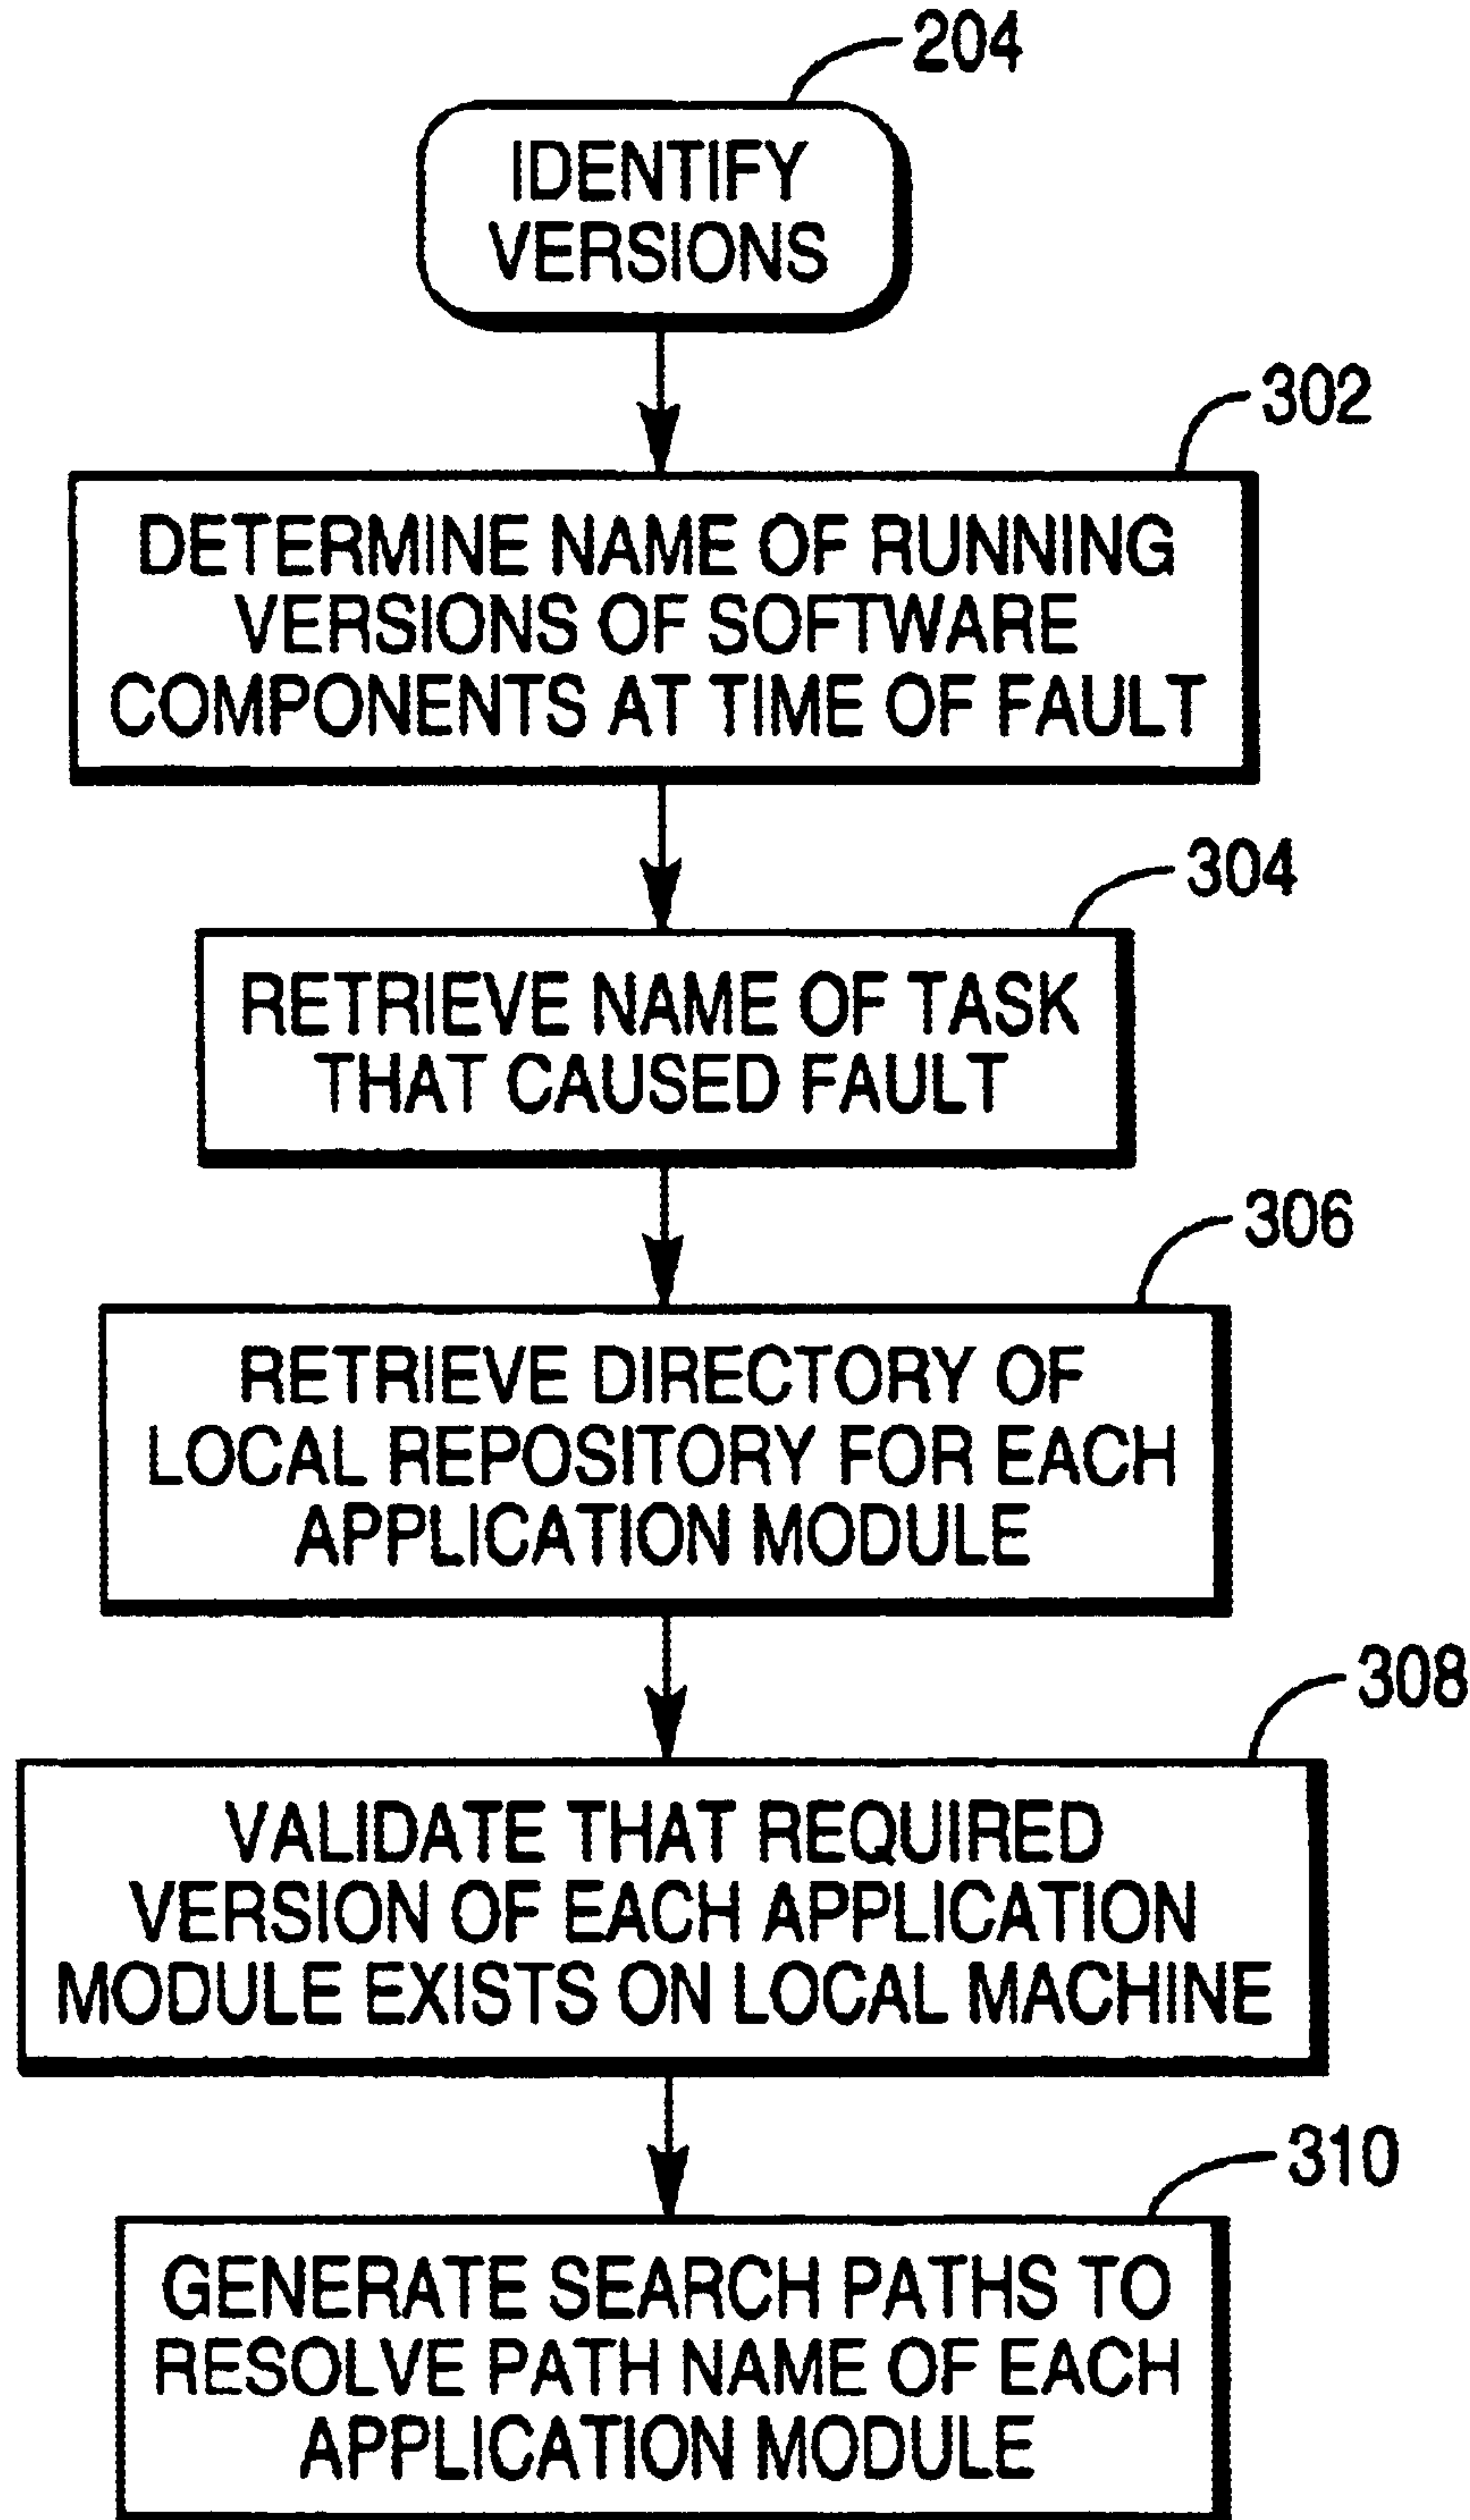 204
IDENTIFY
VERSIONS
302
DETERMINE NAME OF RUNNING
VERSIONS OF SOFTWARE
COMPONENTS AT TIME OF FAULT
304
RETRIEVE NAME OF TASK
THAT CAUSED FAULT
306
RETRIEVE DIRECTORY OF
LOCAL REPOSITORY FOR EACH
APPLICATION MODULE
308
VALIDATE THAT REQUIRED
VERSION OF EACH APPLICATION
MODULE EXISTS ON LOCAL MACHINE
310
GENERATE SEARCH PATHS TO
RESOLVE PATH NAME OF EACH
APPLICATION MODULE